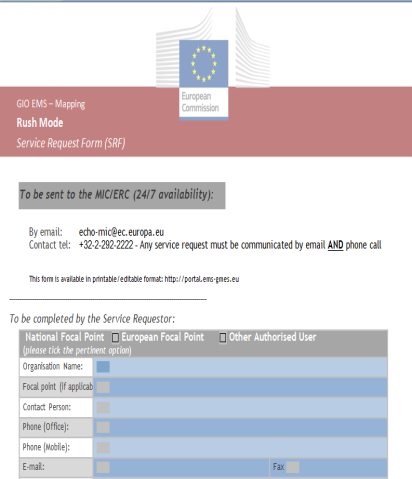 European
Commission
GIO EMS – Mapping
Rush Mode
Service Request Form (SRF)
To be sent to the MIC/ERC (24/7 availability):
By email: echo-mic@ec.europa.eu
Contact tel: +32-2-292-2222 - Any service request must be communicated by email AND phone call
This form is available in printable/editable format: http://portal.ems-gmes.eu
To be completed by the Service Requestor:
National Focal Point ☐ European Focal Point ☐ Other Authorised User
(please tick the pertinent option)
Organisation Name:
Focal point (if applicab
Contact Person:
Phone (Office):
Phone (Mobile):
E-mail: Fax